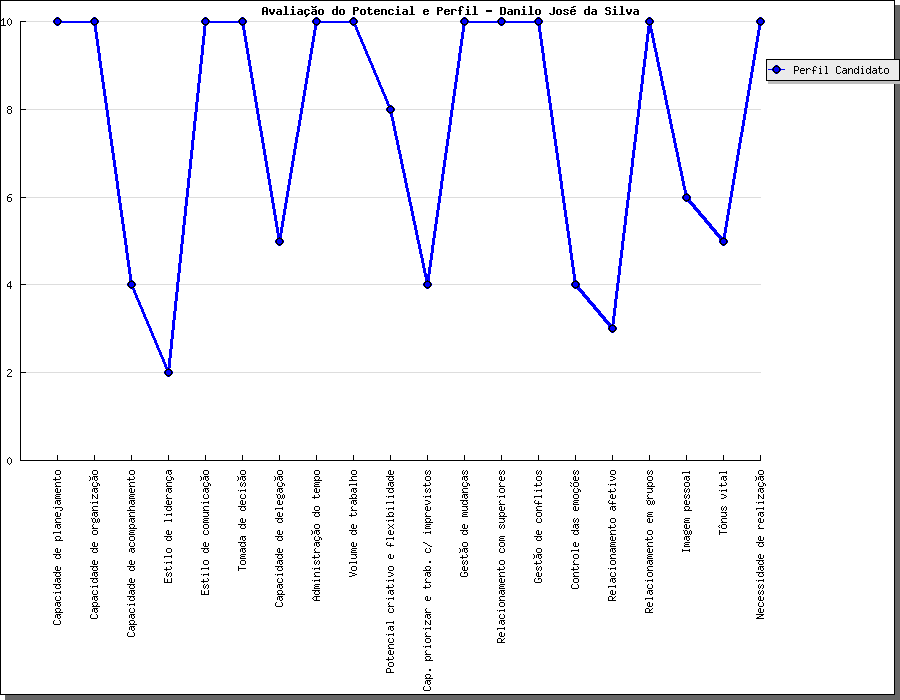 Avaliação do Potencial e Perfil - Danilo José da Silva
10
8
6
4
2
0
Perfil Candidato
Capacidade de planejamento
Capacidade de organização
Capacidade de acompanhamento
Estilo de liderança
Estilo de comunicação
Tomada de decisão
Capacidade de delegação
Administração do tempo
Volume de trabalho
Potencial criativo e flexibilidade
Cap. priorizar e trab. c/ imprevistos
Gestão de mudanças
Relacionamento com superiores
Gestão de conflitos
Controle das emoções
Relacionamento afetivo
Relacionamento em grupos
Imagem pessoal
Tônus vital
Necessidade de realização